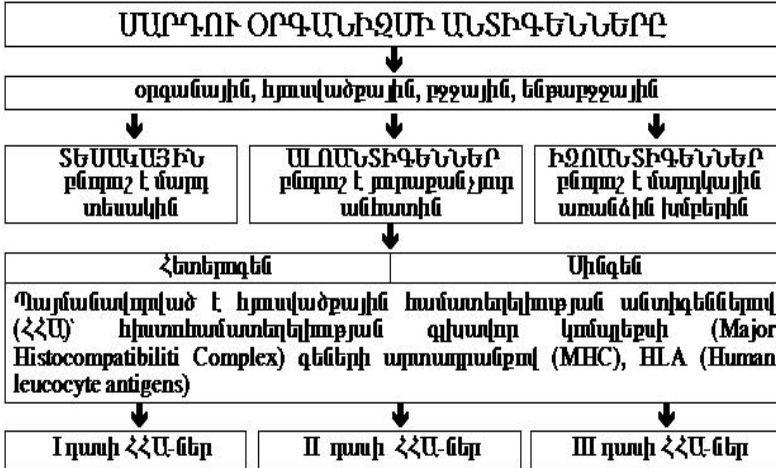 ՄԱՐԴՈՒ ՕՐԳԱՆԻԶՄԻ ԱՆՏԻԳԵՆՆԵՐԸ
օրգանային, հյուսվածքային, բջջային, ենթաբջջային
ՏԵՍԱԿԱՅԻՆ
բնորոշ է մարդ
տեսակին
ԱԼՈԱՆՏԻԳԵՆՆԵՐ
բնորոշ է յուրաքանչյուր
անհատին
ԻԶՈԱՆՏԻԳԵՆՆԵՐ
բնորոշ է մարդկային
առանձին խմբերին
Հետերոգեն
Սինգեն
Պայմանավորված է հյուսվածքային համատեղելիության անտիգեններով
(ՀՀԱ)՝ հիստոհամատեղելիության գլխավոր կոմպլեքսի (Major
Histocompatibiliti Complex) գեների արտադրանքով (MHC), HLA (Human
leucocyte antigens)
I դասի ՀՀԱ-ներ
II դասի ՀՀԱ-ներ
III դասի ՀՀԱ-ներ